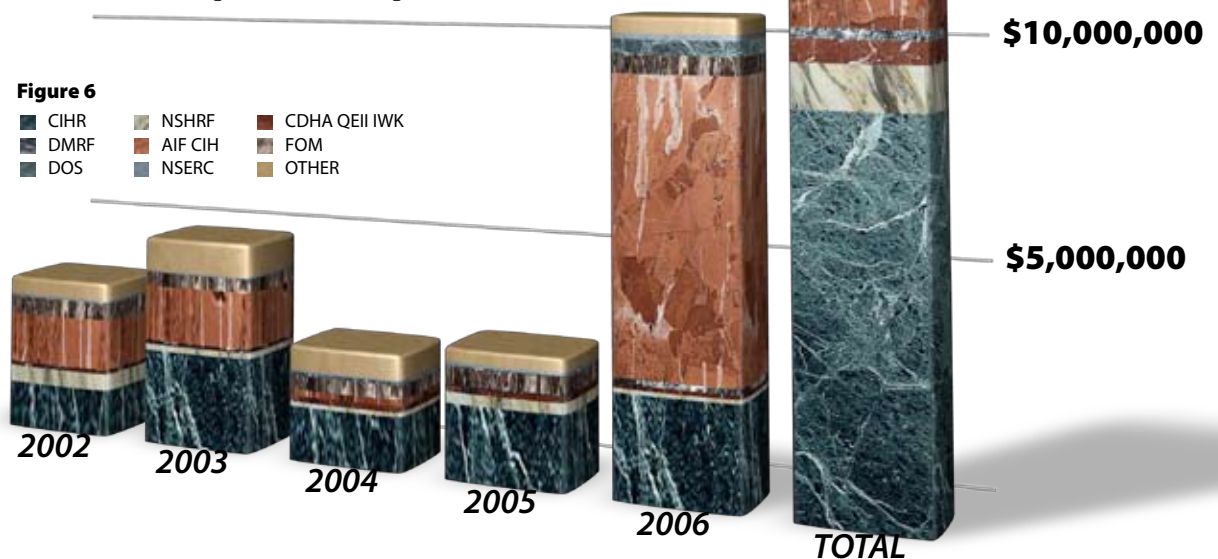 $10,000,000
Figure 6
CIHR NSHRF CDHA QEII IWK
DMRF AIF CIH FOM
DOS NSERC OTHER
$5,000,000
2002
2003
2004
2005
2006
TOTAL